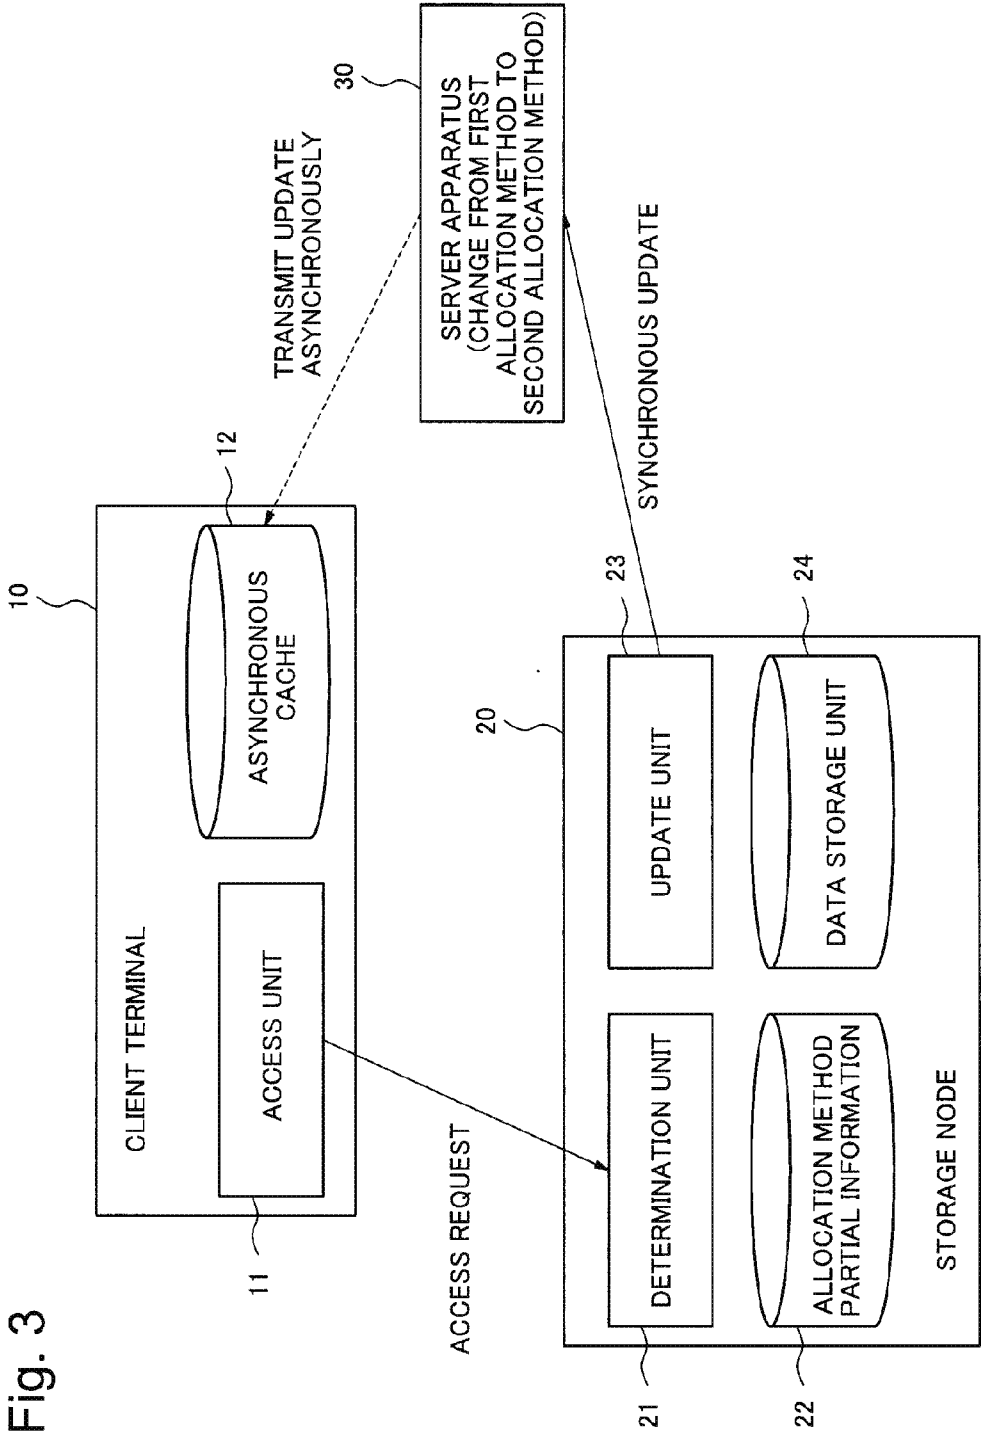 Fig. 3
10
CLIENT TERMINAL
11
ACCESS UNIT
12
ASYNCHRONOUS
CACHE
TRANSMIT UPDATE
ASYNCHRONOUSLY
30
SERVER APPARATUS
(CHANGE FROM FIRST
ALLOCATION METHOD TO
SECOND ALLOCATION METHOD)
ACCESS REQUEST
SYNCHRONOUS UPDATE
20
21
DETERMINATION UNIT
23
UPDATE UNIT
22
ALLOCATION METHOD
PARTIAL INFORMATION
24
DATA STORAGE UNIT
STORAGE NODE